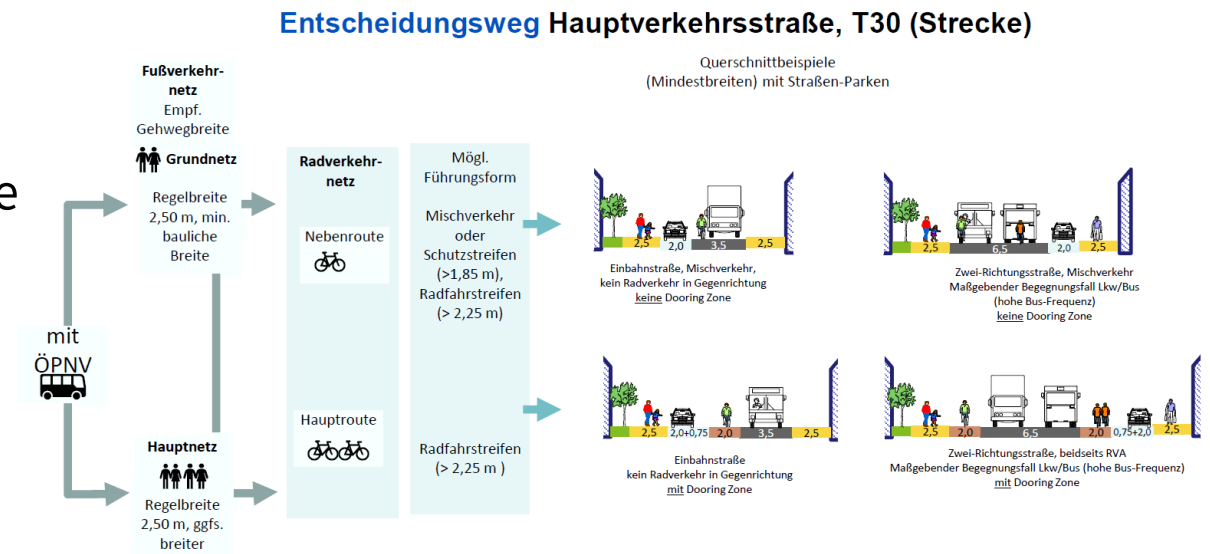 Entscheidungsweg Hauptverkehrsstraße, T30 (Strecke)
Querschnittbeispiele
(Mindestbreiten) mit Straßen-Parken
e
mit
ÖPNV
Fußverkehr-
netz
Empf.
Gehwegbreite
Grundnetz
Regelbreite
2,50 m, min.
bauliche
Breite
Hauptnetz
Regelbreite
2,50 m, ggfs.
breiter
Radverkehr-
netz
Nebenroute
Hauptroute
Mögl.
Führungsform
Mischverkehr
oder
Schutzstreifen
(>1,85 m),
Radfahrstreifen
(> 2,25 m)
Radfahrstreifen
(> 2,25 m )
2,5 2,0 3,5 2,5
Einbahnstraße, Mischverkehr,
kein Radverkehr in Gegenrichtung
keine Dooring Zone
2,5 6,5 2,0 2,5
Zwei-Richtungsstraße, Mischverkehr
Maßgebender Begegnungsfall Lkw/Bus
(hohe Bus-Frequenz)
keine Dooring Zone
2,5 2,0+0,75 2,0 3,5 2,5
Einbahnstraße
kein Radverkehr in Gegenrichtung
mit Dooring Zone
2,5 2,0 6,5 2,0 0,75+2,0 2,5
Zwei-Richtungsstraße, beidseits RVA
Maßgebender Begegnungsfall Lkw/Bus (hohe Bus-Frequenz)
mit Dooring Zone